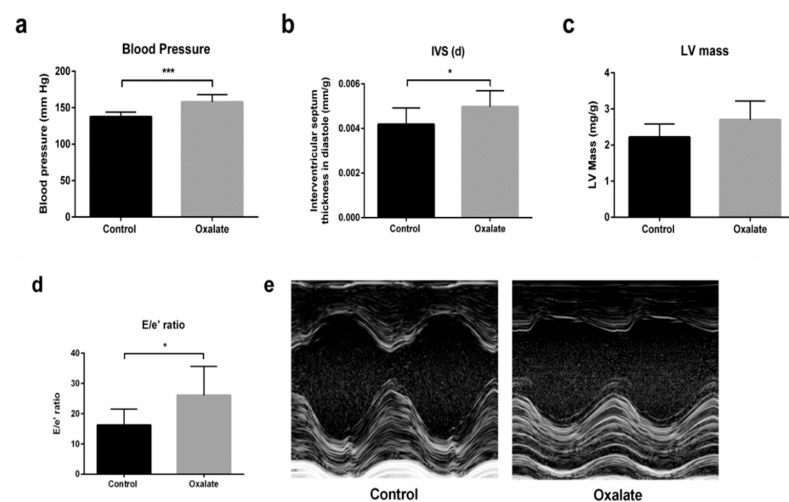 a
Blood Pressure
***
Blood pressure (mm Hg)
200
150
100
50
0
Control Oxalate
b
IVS (d)
*
Interventricular septum
thickness in diastole (mm/g)
0.006
0.004
0.002
0.000
Control Oxalate
c
LV mass
LV Mass (mg/g)
4
3
2
1
0
Control Oxalate
d
E/e' ratio
*
E/e' ratio
40
30
20
10
0
Control Oxalate
e
Control Oxalate